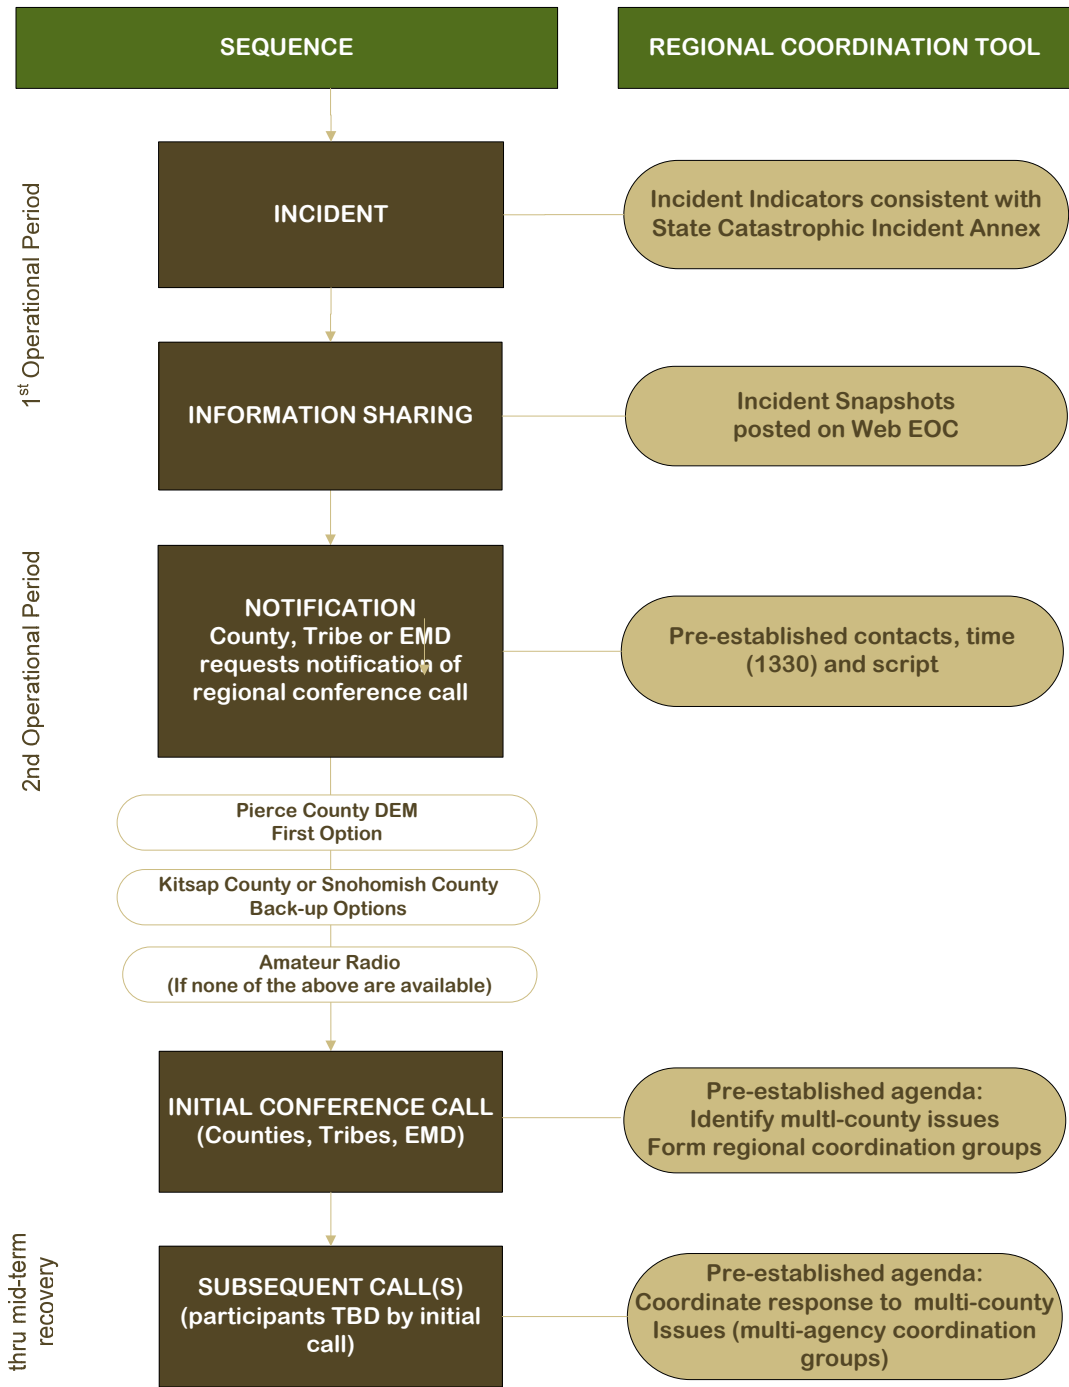 SEQUENCE
REGIONAL COORDINATION TOOL
1st Operational Period
INCIDENT
Incident Indicators consistent with
State Catastrophic Incident Annex
INFORMATION SHARING
Incident Snapshots
posted on Web EOC
2nd Operational Period
NOTIFICATION
County, Tribe or EMD
requests notification of
regional conference call
Pre-established contacts, time
(1330) and script
Pierce County DEM
First Option
Kitsap County or Snohomish County
Back-up Options
Amateur Radio
(If none of the above are available)
INITIAL CONFERENCE CALL
(Counties, Tribes, EMD)
Pre-established agenda:
Identify multI-county issues
Form regional coordination groups
thru mid-term
recovery
SUBSEQUENT CALL(S)
(participants TBD by initial
call)
Pre-established agenda:
Coordinate response to multi-county
Issues (multi-agency coordination
groups)